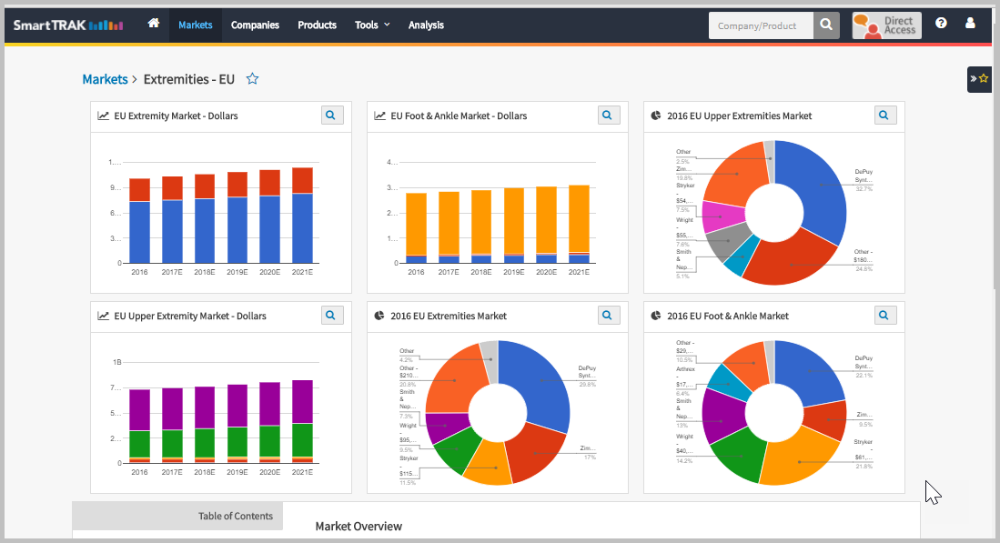 SmartTRAK
Markets
Companies
Products
Tools
Analysis
Company/Product
Direct
Access
Markets > Extremities - EU
EU Extremity Market - Dollars
1...
9...
6...
3...
0
2016 2017E 2018E 2019E 2020E 2021E
EU Foot & Ankle Market - Dollars
4...
3...
2...
1...
0
2016 2017E 2018E 2019E 2020E 2021E
2016 EU Upper Extremities Market
Other
2.5%
Zim...
19.8%
Stryker
-
$54,...
7.5%
Wright
-
$55,...
7.6%
Smith
&
Nep...
5.1%
DePuy
Synt...
32.7%
Other -
$180...
24.8%
EU Upper Extremity Market - Dollars
1B
7...
5...
2...
0
2016 2017E 2018E 2019E 2020E 2021E
2016 EU Extremities Market
Other
4.2%
Other -
$210...
20.8%
Smith
&
Nep...
7.3%
Wright
-
$95,...
9.5%
Stryker
-
$115...
11.5%
DePuy
Synt...
29.8%
Zim...
17%
2016 EU Foot & Ankle Market
Other -
$29,...
10.5%
Arthrex
-
$17,...
6.4%
Smith
&
Nep...
13%
Wright
-
$40,...
14.2%
DePuy
Synt...
22.1%
Zim...
9.5%
Stryker
-
$61,...
21.8%
Table of Contents
Market Overview